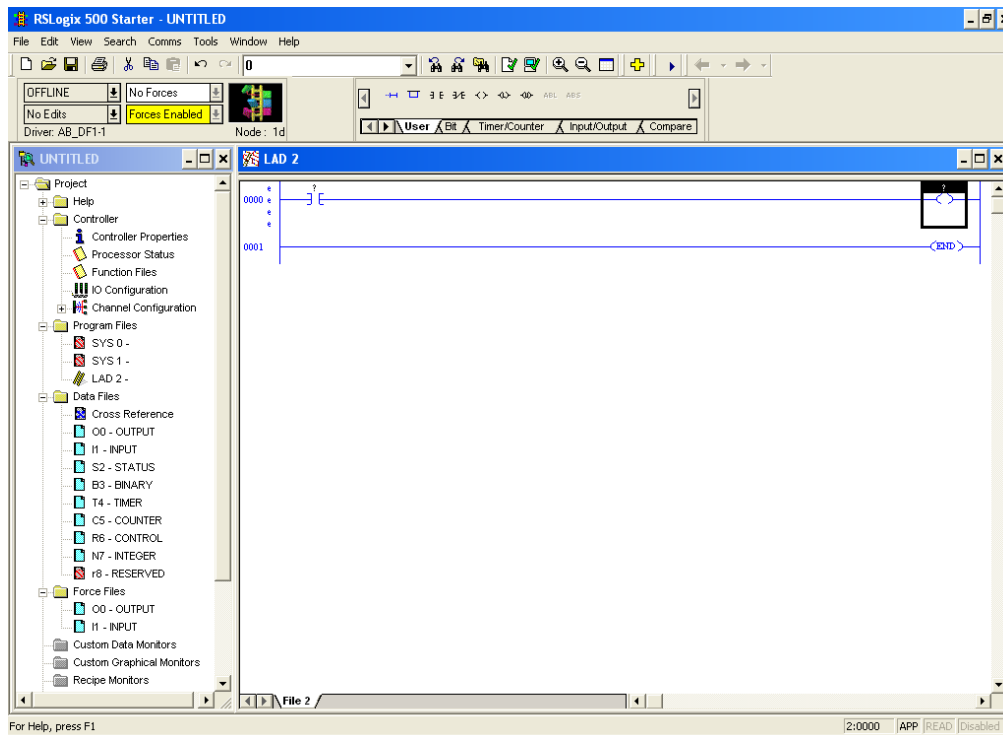 RSLogix 500 Starter - UNTITLED
File Edit View Search Comms Tools Window Help
0
OFFLINE No Forces
No Edits Forces Enabled
Driver: AB_DF1-1 Node: 1d
ABL ABS
User Bit Timer/Counter Input/Output Compare
UNTITLED
Project
Help
Controller
Controller Properties
Processor Status
Function Files
IO Configuration
Channel Configuration
Program Files
SYS 0 -
SYS 1 -
LAD 2 -
Data Files
Cross Reference
O0 - OUTPUT
I1 - INPUT
S2 - STATUS
B3 - BINARY
T4 - TIMER
C5 - COUNTER
R6 - CONTROL
N7 - INTEGER
r8 - RESERVED
Force Files
O0 - OUTPUT
I1 - INPUT
Custom Data Monitors
Custom Graphical Monitors
Recipe Monitors
LAD 2
e
? ?
0000 e
e
e
0001 END
File 2
For Help, press F1
2:0000 APP READ Disabled